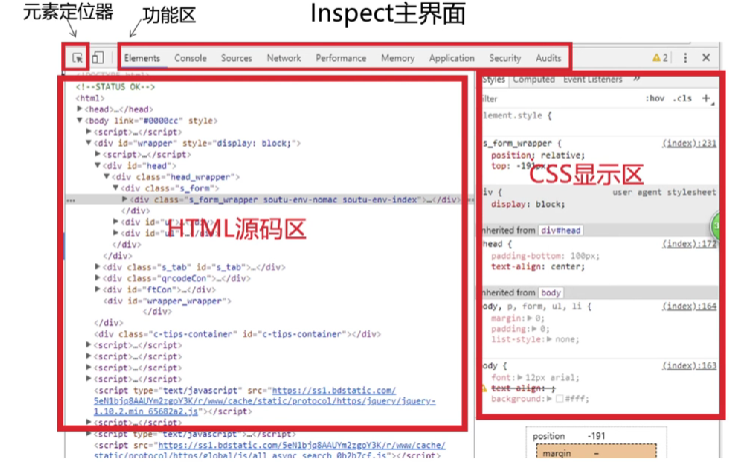 元素定位器
功能区
Inspect主界面
Elements Console Sources Network Performance Memory Application Security Audits
2
<!--STATUS OK-->
<html>
<head>…</head>
<body link="#0000cc" style>
<script>…</script>
<div id="wrapper" style="display: block;">
<script>…</script>
<div id="head">
<div class="head_wrapper">
<div class="s_form">
<div class="s_form_wrapper soutu-env-nomac soutu-env-index">…</div>
</div>
<div id="u
<div id="u
</div>
</div>
HTML源码区
<div class="s_tab" id="s_tab">…</div>
<div class="qrcodeCon">…</div>
<div id="ftCon">…</div>
<div id="wrapper_wrapper">
</div>
</div>
<div class="c-tips-container" id="c-tips-container"></div>
<script>…</script>
<script>…</script>
<script>…</script>
<script>…</script>
<script type="text/javascript" src="https://ss1.bdstatic.com/
5eN1bjq8AAUYm2zgoY3K/r/www/cache/static/protocol/https/jquery/jquery-
1.10.2.min_65682a2.js"></script>
<script type="text/javascript">…</script>
<script src="https://ss1.bdstatic.com/5eN1bjq8AAUYm2zgoY3K/r/www/cache/
static/protocol/https/global/js/all_async_search_0b2b7cf.js"></script>
Styles Computed Event Listeners »
:hov .cls +
element.style {
s_form_wrapper { (index):231
position: relative;
top: -191px;
CSS显示区
div { user agent stylesheet
display: block;
inherited from div#head
head { (index):172
padding-bottom: 100px;
text-align: center;
inherited from body
body, p, form, ul, li { (index):164
margin: 0;
padding: 0;
list-style: none;
body { (index):163
font: 12px arial;
text-align: ;
background: #fff;
position -191
margin –